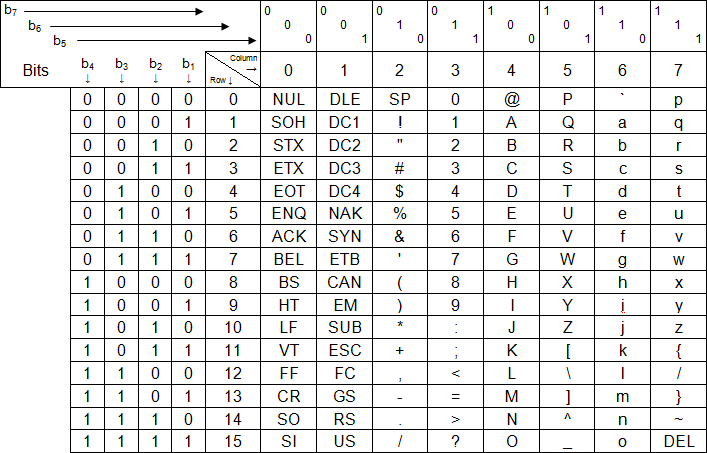 b7 0 0 0 0 1 1 1 1
b6 0 0 1 1 0 0 1 1
b5 0 1 0 1 0 1 0 1
Bits b4 ↓ b3 ↓ b2 ↓ b1 ↓ Column → Row ↓ 0 1 2 3 4 5 6 7
0 0 0 0 0 NUL DLE SP 0 @ P ` p
0 0 0 1 1 SOH DC1 ! 1 A Q a q
0 0 1 0 2 STX DC2 " 2 B R b r
0 0 1 1 3 ETX DC3 # 3 C S c s
0 1 0 0 4 EOT DC4 $ 4 D T d t
0 1 0 1 5 ENQ NAK % 5 E U e u
0 1 1 0 6 ACK SYN & 6 F V f v
0 1 1 1 7 BEL ETB ' 7 G W g w
1 0 0 0 8 BS CAN ( 8 H X h x
1 0 0 1 9 HT EM ) 9 I Y i y
1 0 1 0 10 LF SUB * : J Z j z
1 0 1 1 11 VT ESC + ; K [ k {
1 1 0 0 12 FF FC , < L \ l /
1 1 0 1 13 CR GS - = M ] m }
1 1 1 0 14 SO RS . > N ^ n ~
1 1 1 1 15 SI US / ? O _ o DEL